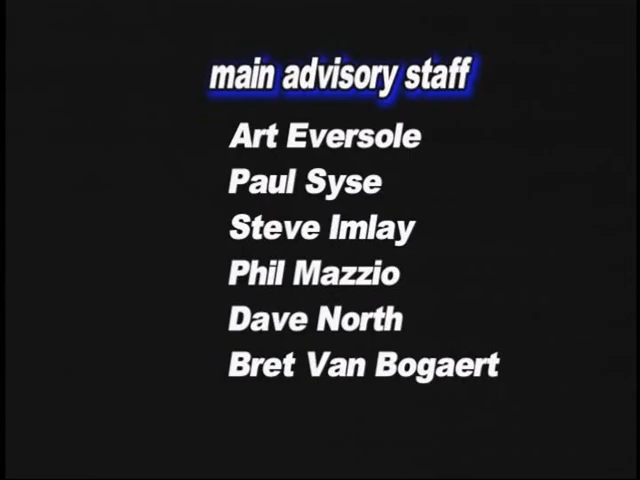 main advisory staff
Art Eversole
Paul Syse
Steve Imlay
Phil Mazzio
Dave North
Bret Van Bogaert